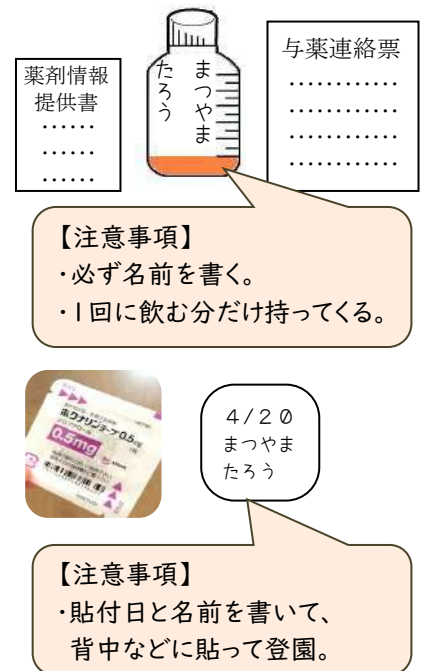 薬剤情報
提供書
……
……
……
まつやま
たろう
与薬連絡票
…………
…………
…………
…………
【注意事項】
・必ず名前を書く。
・1回に飲む分だけ持ってくる。
ホクナリンテープ0.5mg
0.5mg
4/20
まつやま
たろう
【注意事項】
・貼付日と名前を書いて、
背中などに貼って登園。